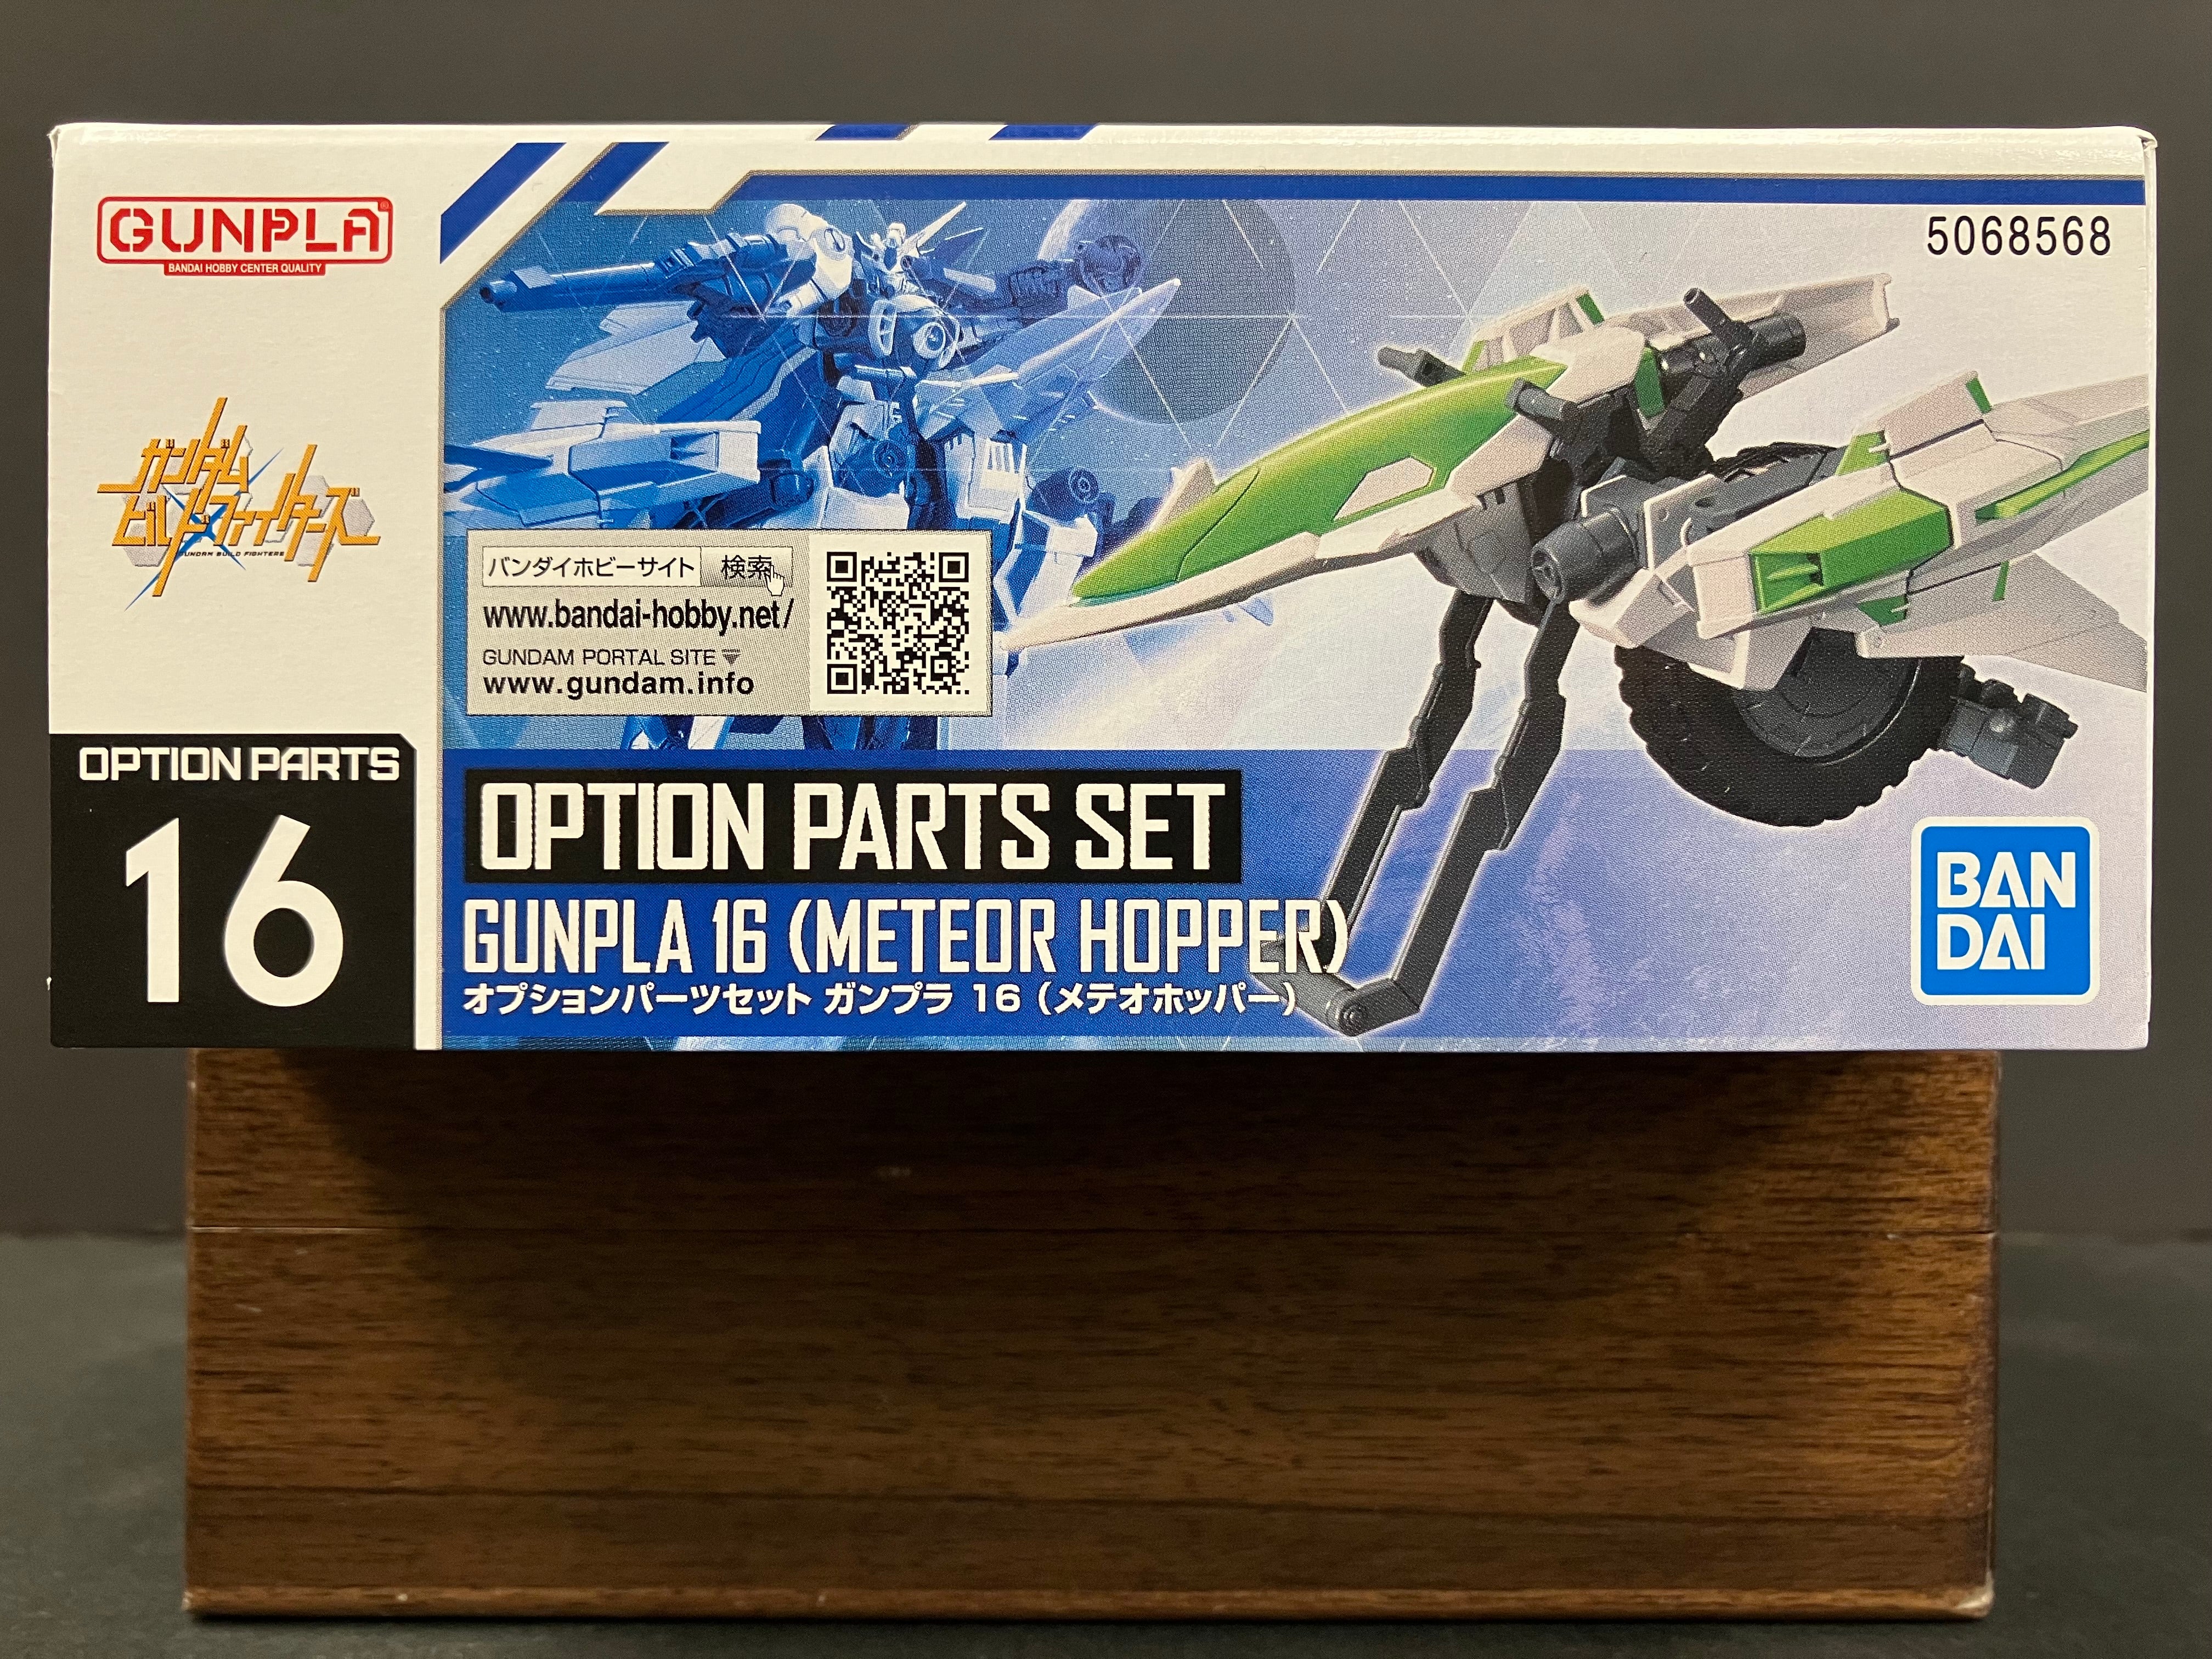 GUNPLA
BANDAI HOBBY CENTER QUALITY
ガンダム
ビルドファイターズ
GUNDAM BUILD FIGHTERS
OPTION PARTS
16
5068568
バンダイホビーサイト 検索
www.bandai-hobby.net/
GUNDAM PORTAL SITE
www.gundam.info
OPTION PARTS SET
GUNPLA 16 (METEOR HOPPER)
オプションパーツセット ガンプラ 16 (メテオホッパー)
BAN
DAI